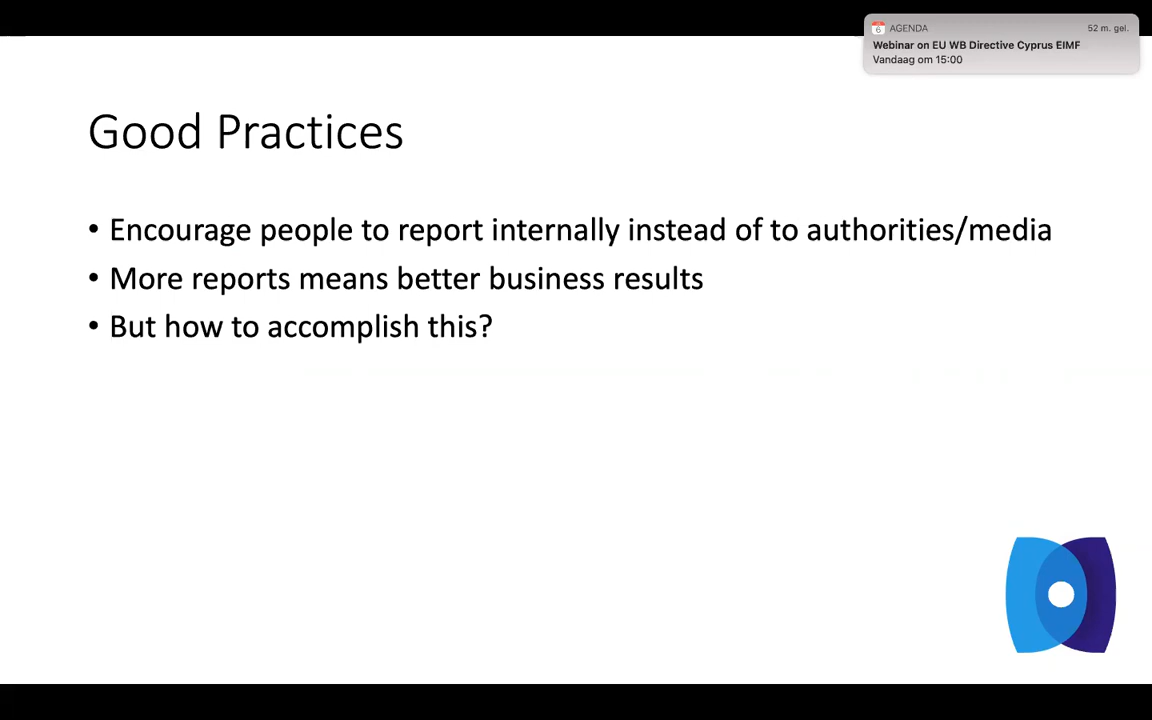 6
AGENDA
52 m. gel.
Webinar on EU WB Directive Cyprus EIMF
Vandaag om 15:00
Good Practices
• Encourage people to report internally instead of to authorities/media
• More reports means better business results
• But how to accomplish this?